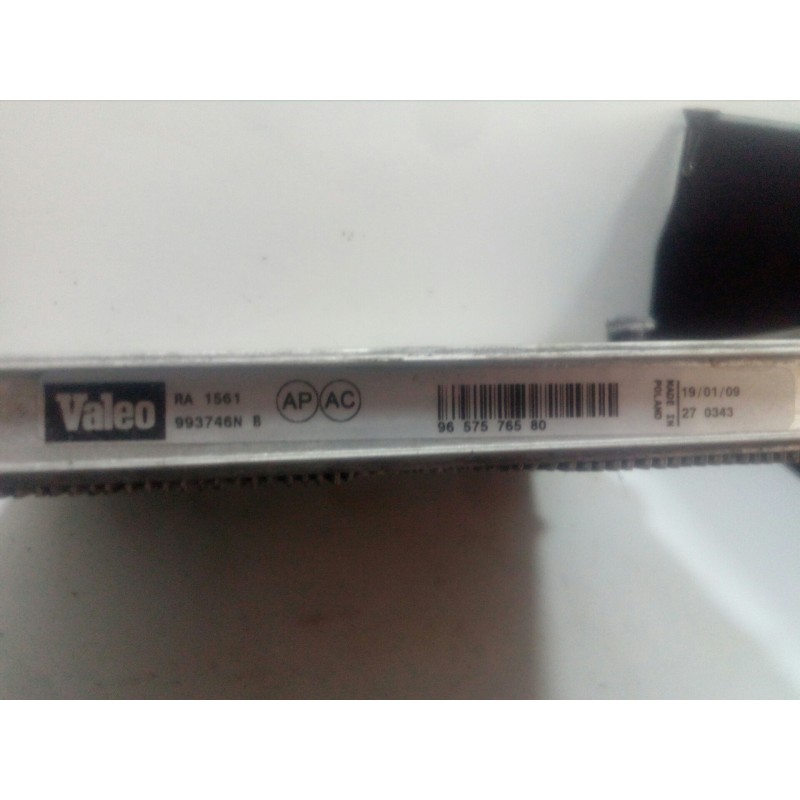 Valeo
RA 1561
993746N B
AP AC
96 575 765 80
MADE IN
POLAND
19/01/09
27 0343